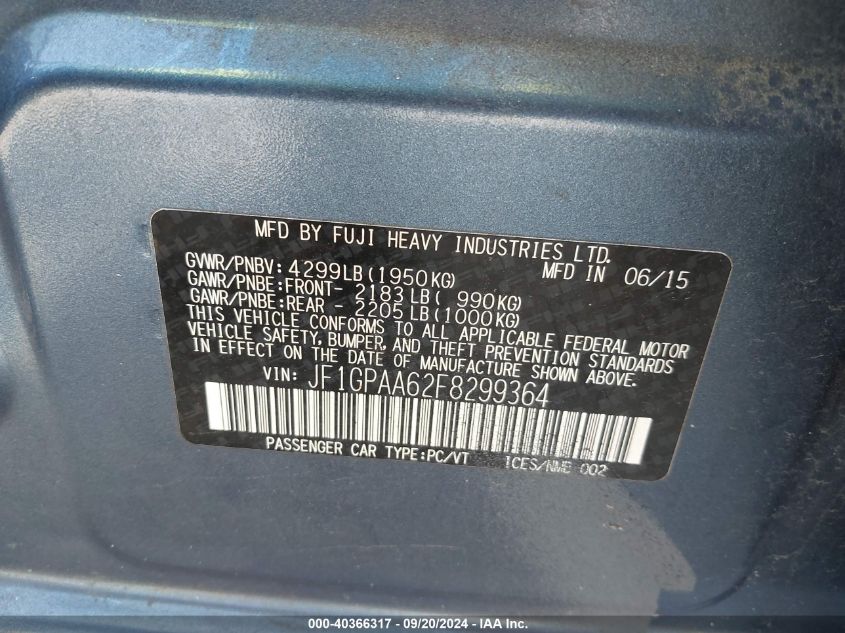 MFD BY FUJI HEAVY INDUSTRIES LTD.
GVWR/PNBV: 4299LB(1950KG) MFD IN 06/15
GAWR/PNBE:FRONT- 2183LB( 990KG)
GAWR/PNBE:REAR - 2205LB(1000KG)
THIS VEHICLE CONFORMS TO ALL APPLICABLE FEDERAL MOTOR
VEHICLE SAFETY, BUMPER, AND THEFT PREVENTION STANDARDS
IN EFFECT ON THE DATE OF MANUFACTURE SHOWN ABOVE.
VIN: JF1GPAA62F8299364
PASSENGER CAR TYPE:PC/VT ICES/NMB 002
000-40366317 - 09/20/2024 - IAA Inc.